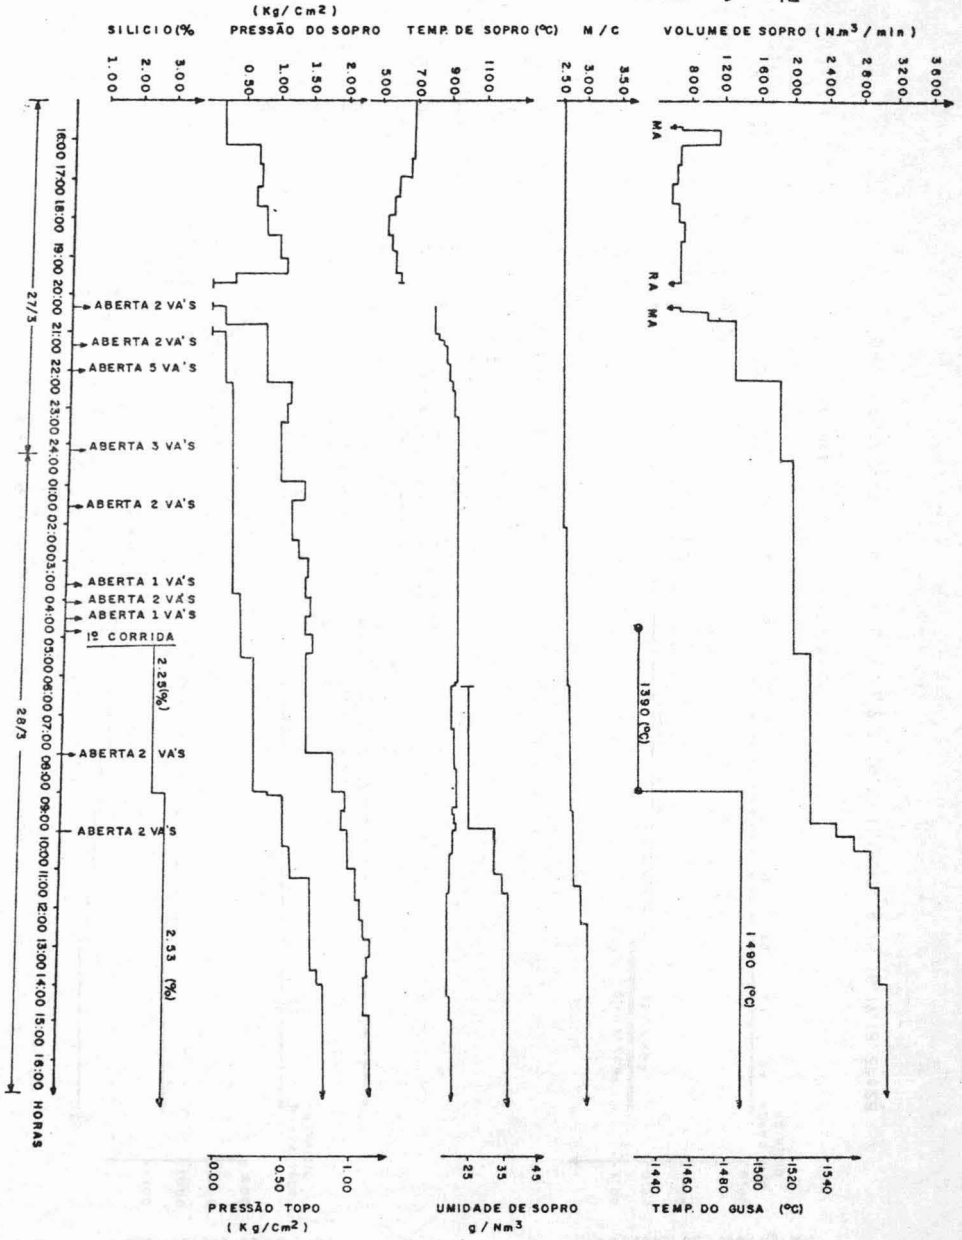 (Kg/Cm2)
SILICIO(%
PRESSÃO DO SOPRO
TEMP. DE SOPRO (ºC)
M/C
VOLUME DE SOPRO (N.m³/min)
1.00
2.00
3.00
0.50
1.00
1.50
2.00
500
700
900
1100
2.50
3.00
3.50
800
1200
1600
2000
2400
2800
3200
3600
MA
RA
MA
16:00
17:00
18:00
19:00
20:00
21:00
22:00
23:00
24:00
01:00
02:00
03:00
04:00
05:00
06:00
07:00
08:00
09:00
10:00
11:00
12:00
13:00
14:00
15:00
16:00
HORAS
27/3
28/3
ABERTA 2 VA'S
ABERTA 2 VA'S
ABERTA 5 VA'S
ABERTA 3 VA'S
ABERTA 2 VA'S
ABERTA 1 VA'S
ABERTA 2 VA'S
ABERTA 1 VA'S
1º CORRIDA
2.25(%)
ABERTA 2 VA'S
ABERTA 2 VA'S
2.53 (%)
1390 (ºC)
1490 (ºC)
0.00
0.50
1.00
25
35
45
1440
1460
1480
1500
1520
1540
PRESSÃO TOPO
(Kg/Cm2)
UMIDADE DE SOPRO
g/Nm³
TEMP. DO GUSA (ºC)